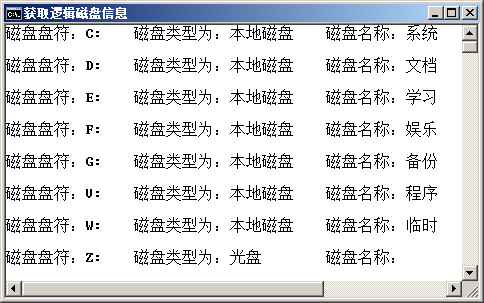 获取逻辑磁盘信息
磁盘盘符：C: 磁盘类型为：本地磁盘 磁盘名称：系统
磁盘盘符：D: 磁盘类型为：本地磁盘 磁盘名称：文档
磁盘盘符：E: 磁盘类型为：本地磁盘 磁盘名称：学习
磁盘盘符：F: 磁盘类型为：本地磁盘 磁盘名称：娱乐
磁盘盘符：G: 磁盘类型为：本地磁盘 磁盘名称：备份
磁盘盘符：V: 磁盘类型为：本地磁盘 磁盘名称：程序
磁盘盘符：W: 磁盘类型为：本地磁盘 磁盘名称：临时
磁盘盘符：Z: 磁盘类型为：光盘 磁盘名称：